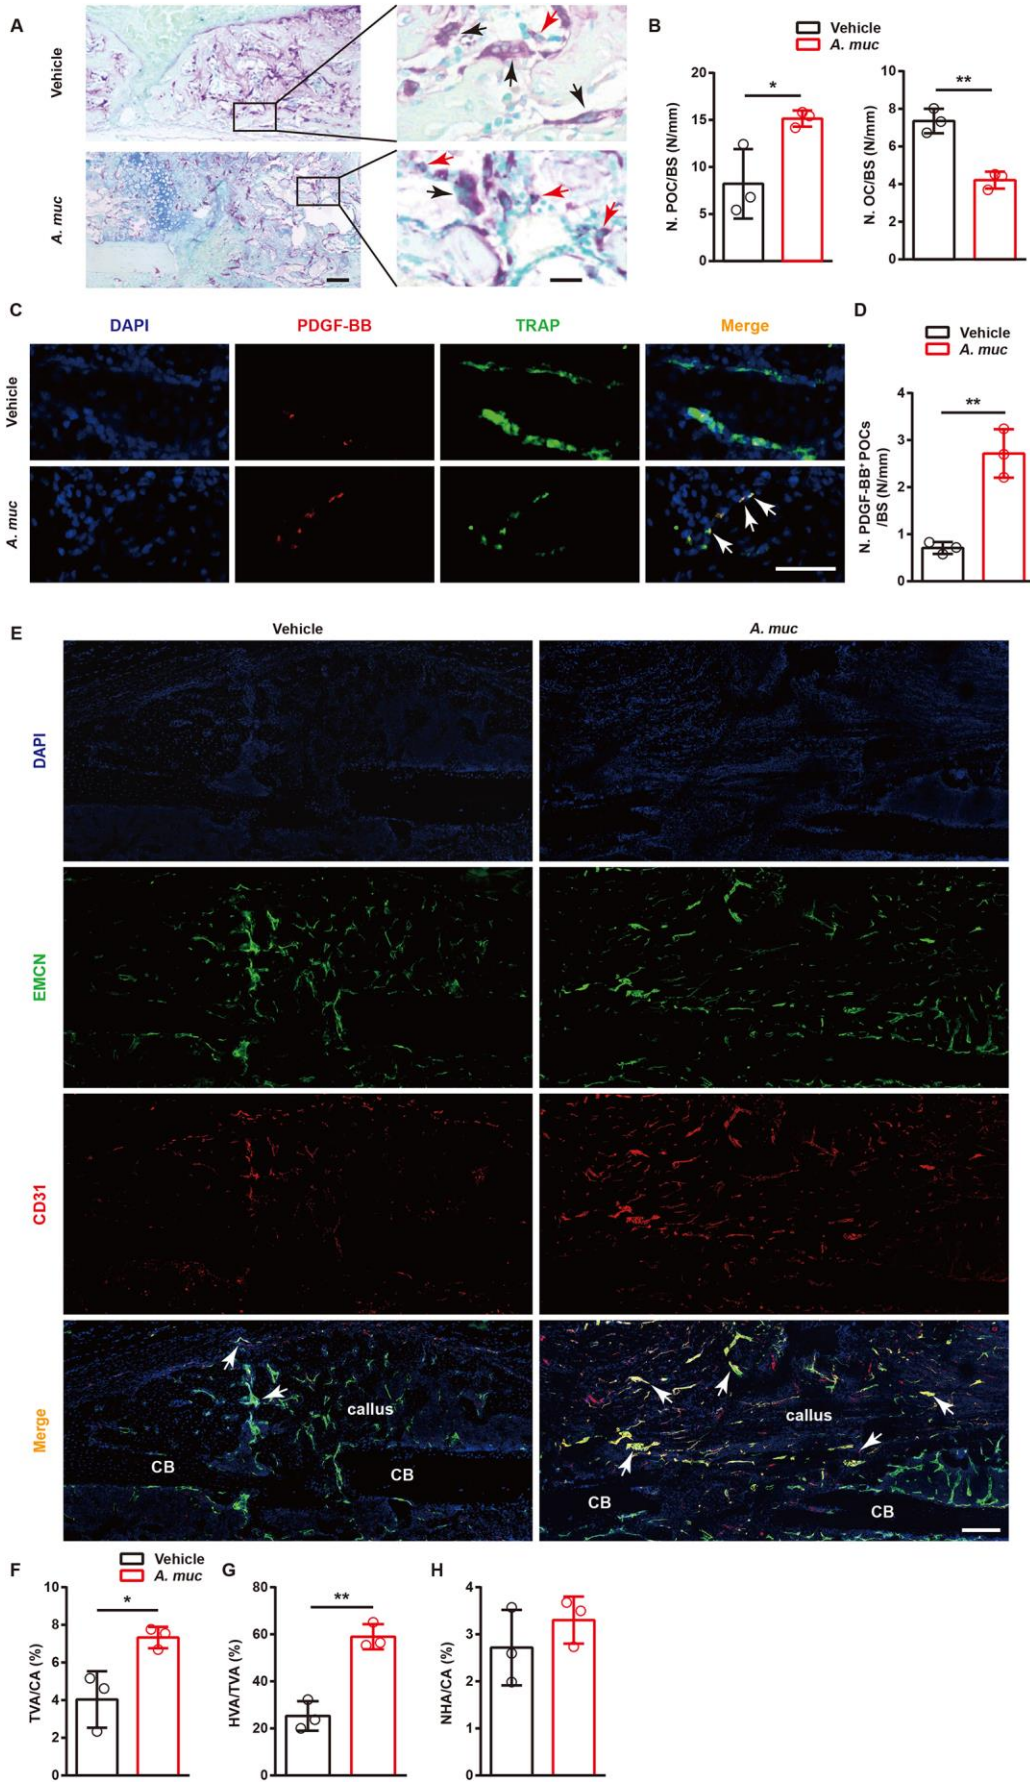 A
Vehicle
A. muc
B
Vehicle
A. muc
N. POC/BS (N/mm)
20
15
10
5
0
*
N. OC/BS (N/mm)
10
8
6
4
2
0
**
C
DAPI
PDGF-BB
TRAP
Merge
Vehicle
A. muc
D
Vehicle
A. muc
N. PDGF-BB⁺POCs
/BS (N/mm)
4
3
2
1
0
**
E
Vehicle
A. muc
DAPI
EMCN
CD31
Merge
callus
CB
CB
callus
CB
CB
F
Vehicle
A. muc
TVA/CA (%)
10
8
6
4
2
0
*
G
HVA/TVA (%)
80
60
40
20
0
**
H
NHA/CA (%)
4
3
2
1
0